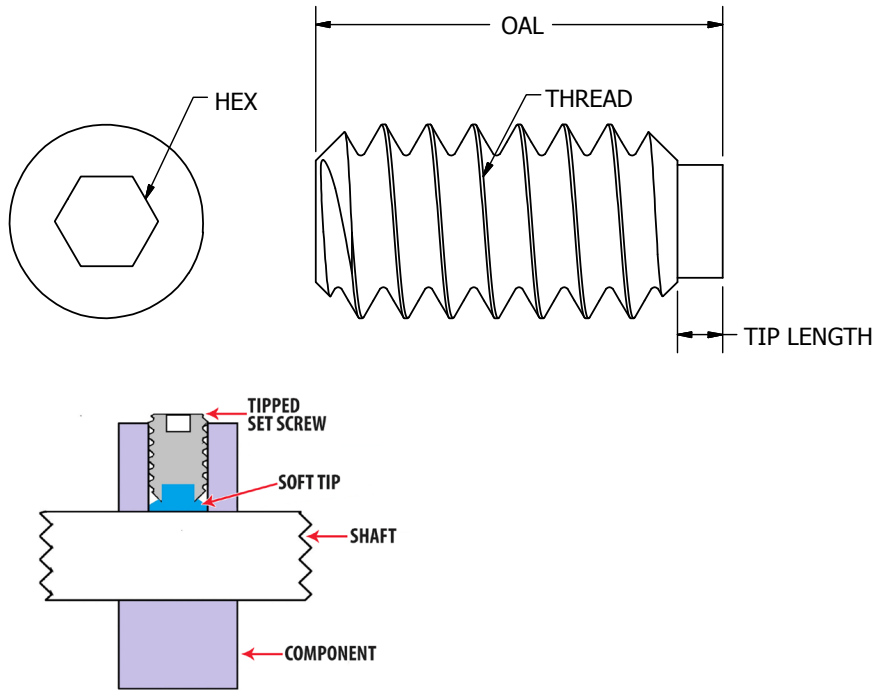 OAL
HEX
THREAD
TIP LENGTH
TIPPED
SET SCREW
SOFT TIP
SHAFT
COMPONENT